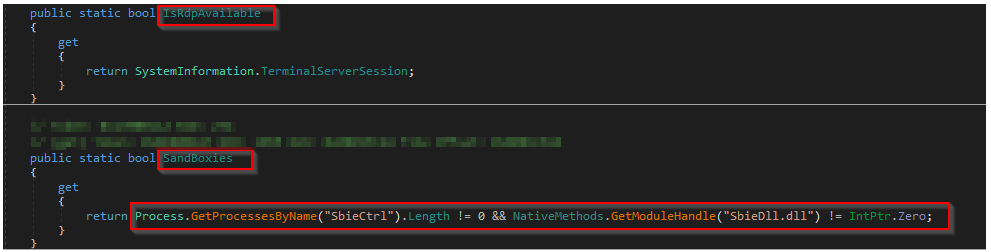 public static bool IsRdpAvailable
{
get
{
return SystemInformation.TerminalServerSession;
}
}
public static bool SandBoxies
{
get
{
return Process.GetProcessesByName("SbieCtrl").Length != 0 && NativeMethods.GetModuleHandle("SbieDll.dll") != IntPtr.Zero;
}
}